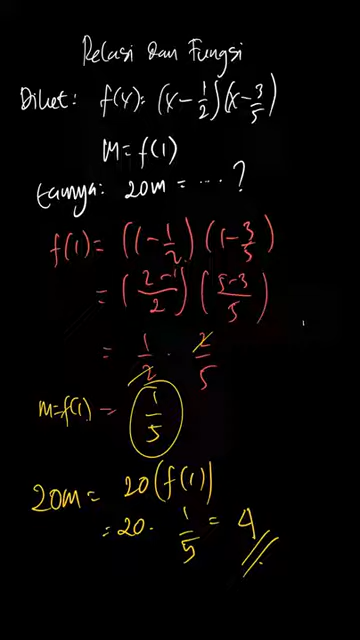 Relasi dan Fungsi
Diket: f(x) = (x - 1/2)(x - 3/5)
M = f(1)
tanya: 20m = .... ?
f(1) = (1 - 1/2)(1 - 3/5)
= ((2-1)/2)((5-3)/5)
= 1/2 . 2/5
m = f(1) = 1/5
20m = 20(f(1))
= 20 . 1/5 = 4